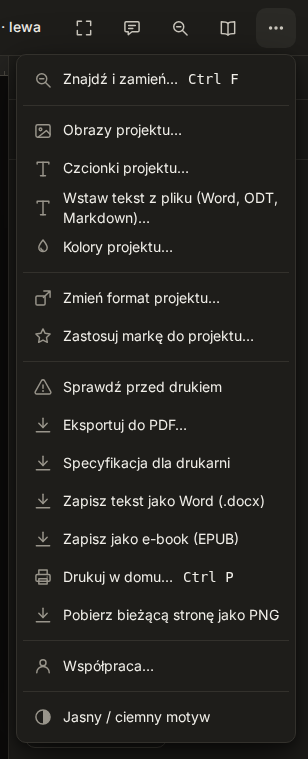 · lewa
Znajdź i zamień... Ctrl F
Obrazy projektu...
Czcionki projektu...
Wstaw tekst z pliku (Word, ODT,
Markdown)...
Kolory projektu...
Zmień format projektu...
Zastosuj markę do projektu...
Sprawdź przed drukiem
Eksportuj do PDF...
Specyfikacja dla drukarni
Zapisz tekst jako Word (.docx)
Zapisz jako e-book (EPUB)
Drukuj w domu... Ctrl P
Pobierz bieżącą stronę jako PNG
Współpraca...
Jasny / ciemny motyw